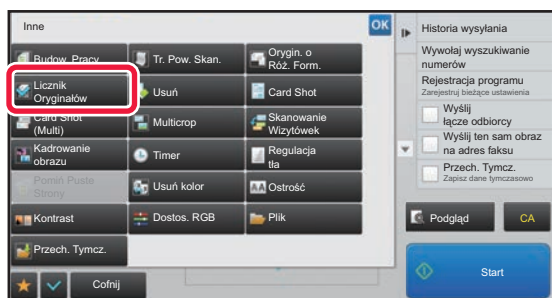 Inne
OK
Budow. Pracy
Tr. Pow. Skan.
Orygin. o
Róż. Form.
Licznik
Oryginałów
Usuń
Card Shot
Card Shot
(Multi)
Multicrop
Skanowanie
Wizytówek
Kadrowanie
obrazu
Timer
Regulacja
tła
Pomiń Puste
Strony
Usuń kolor
AA Ostrość
Kontrast
Dostos. RGB
Plik
Przech. Tymcz.
Cofnij
Historia wysyłania
Wywołaj wyszukiwanie
numerów
Rejestracja programu
Zarejestruj bieżące ustawienia
Wyślij
łącze odbiorcy
Wyślij ten sam obraz
na adres faksu
Przech. Tymcz.
Zapisz dane tymczasowo
Podgląd
CA
Start